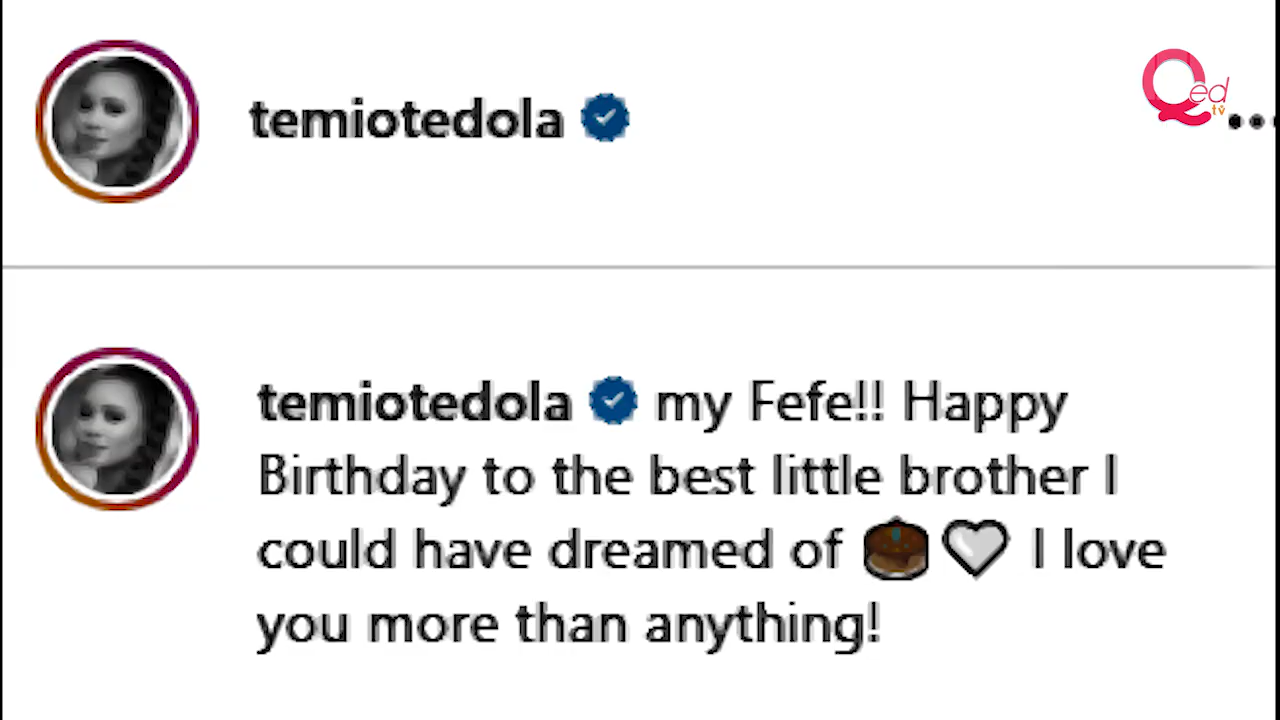 temiotedola
Qed
tv
temiotedola my Fefe!! Happy
Birthday to the best little brother I
could have dreamed of 🎂🤍 I love
you more than anything!